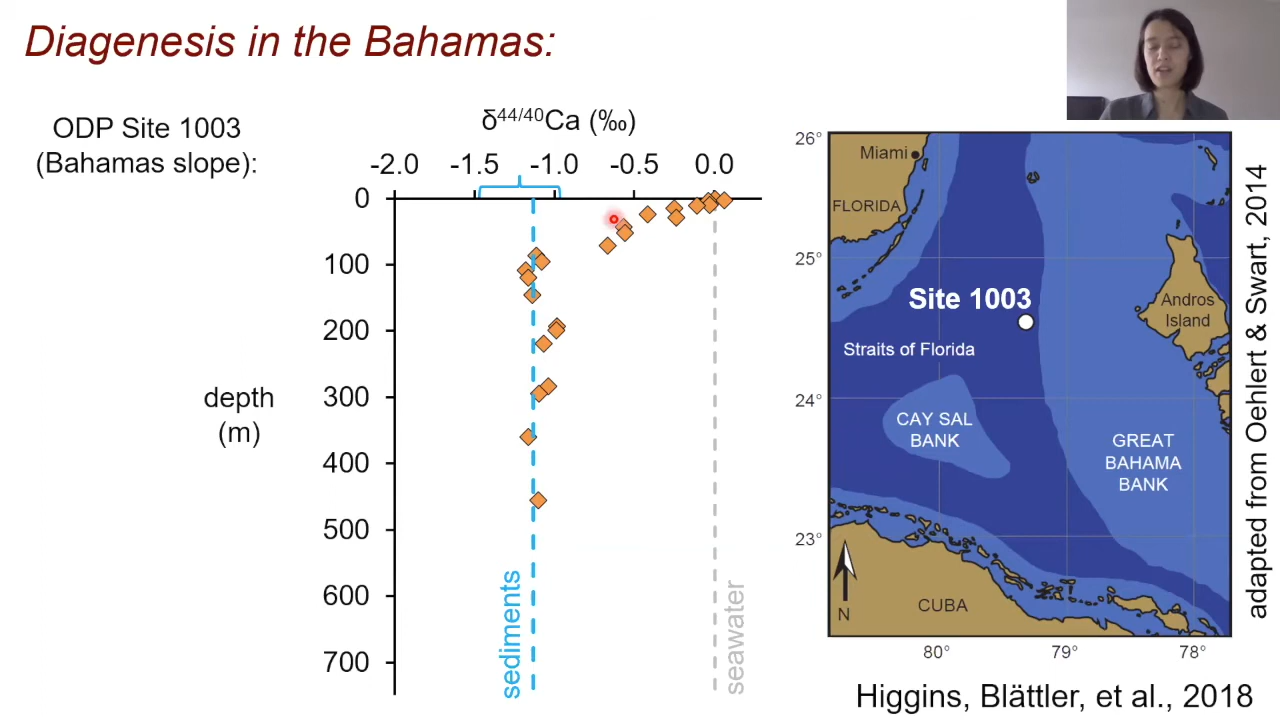 Diagenesis in the Bahamas:
ODP Site 1003
(Bahamas slope):
δ44/40Ca (‰)
-2.0 -1.5 -1.0 -0.5 0.0
0
100
200
300
400
500
600
700
depth
(m)
sediments
seawater
26°
25°
24°
23°
80° 79° 78°
Miami
FLORIDA
Site 1003
Andros
Island
Straits of Florida
CAY SAL
BANK
GREAT
BAHAMA
BANK
CUBA
N
adapted from Oehlert & Swart, 2014
Higgins, Blättler, et al., 2018